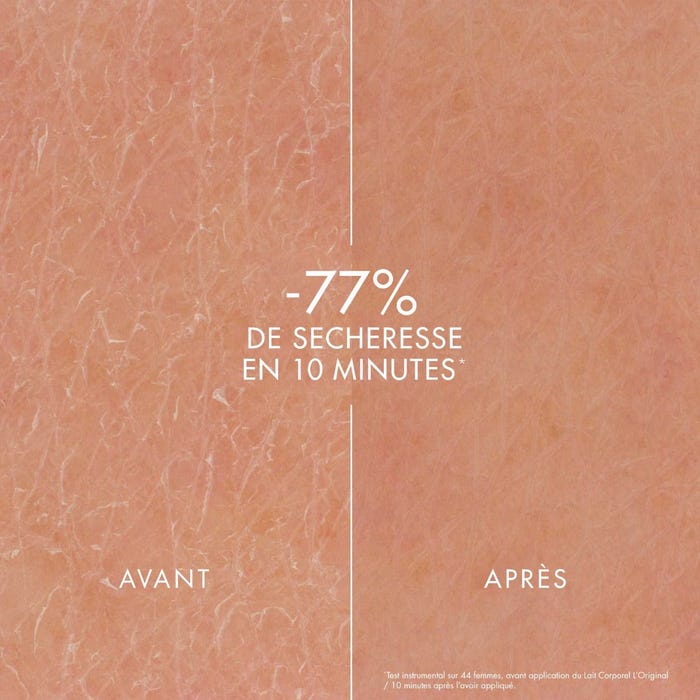 -77%
DE SECHERESSE
EN 10 MINUTES*
AVANT
APRÈS
*Test instrumental sur 44 femmes, avant application du Lait Corporel L'Original
/ 10 minutes après l'avoir appliqué.